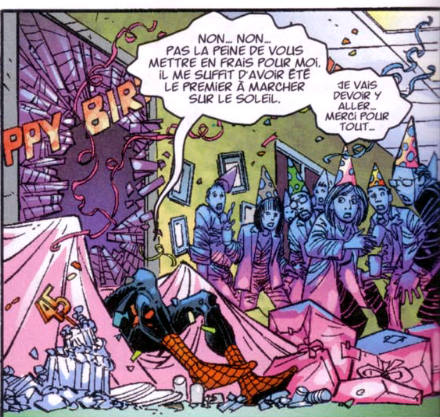 NON... NON...
PAS LA PEINE DE VOUS
METTRE EN FRAIS POUR MOI.
IL ME SUFFIT D'AVOIR ÉTÉ
LE PREMIER À MARCHER
SUR LE SOLEIL.
JE VAIS
DEVOIR Y
ALLER...
MERCI POUR
TOUT...
PPY BIR
45